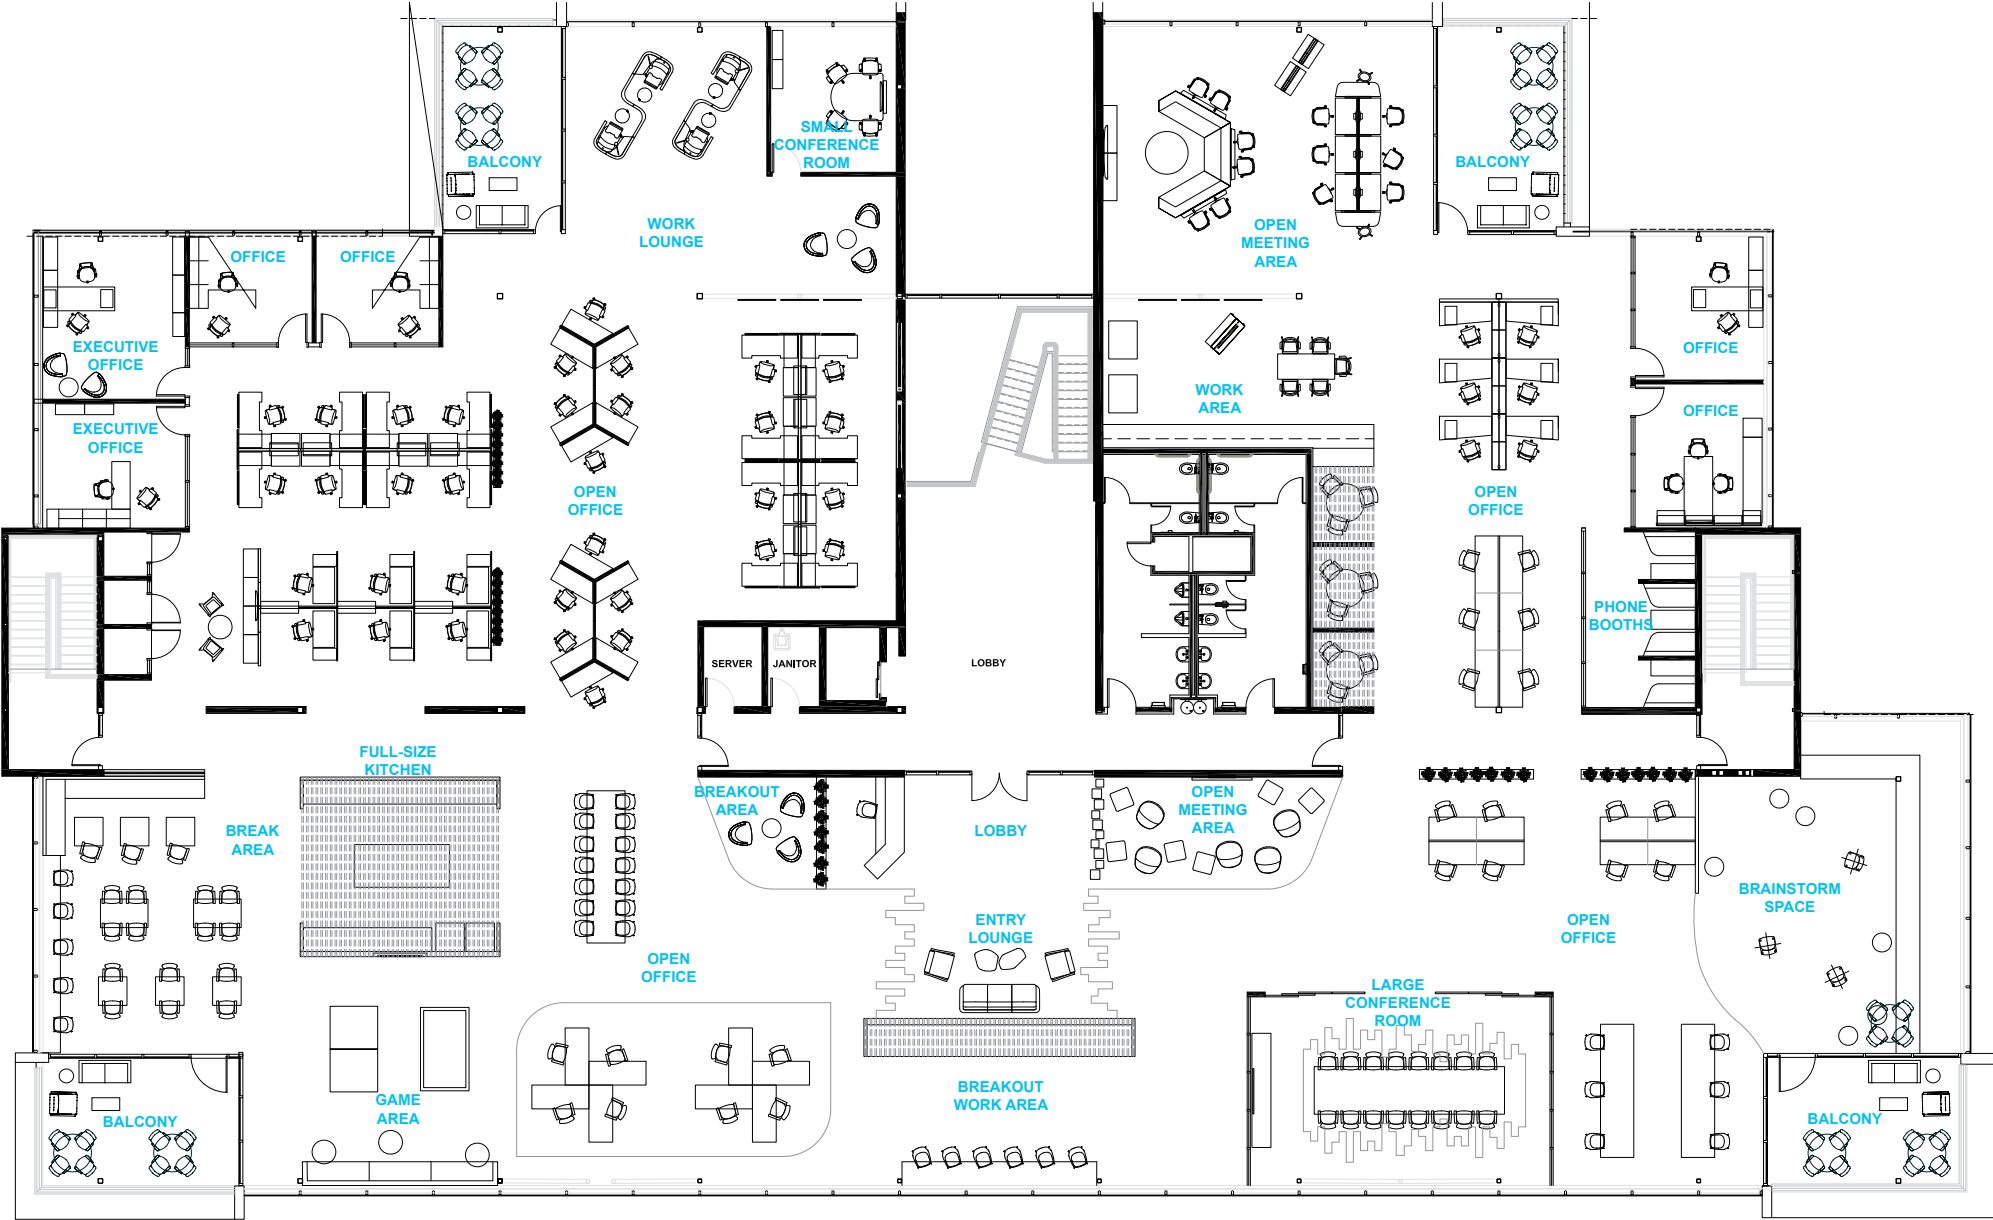 SMALL
CONFERENCE
ROOM
BALCONY
BALCONY
WORK
LOUNGE
OPEN
MEETING
AREA
OFFICE
OFFICE
EXECUTIVE
OFFICE
OFFICE
WORK
AREA
OFFICE
EXECUTIVE
OFFICE
OPEN
OFFICE
OPEN
OFFICE
PHONE
BOOTHS
SERVER
JANITOR
LOBBY
FULL-SIZE
KITCHEN
BREAKOUT
AREA
OPEN
MEETING
AREA
BREAK
AREA
LOBBY
BRAINSTORM
SPACE
ENTRY
LOUNGE
OPEN
OFFICE
OPEN
OFFICE
LARGE
CONFERENCE
ROOM
GAME
AREA
BREAKOUT
WORK AREA
BALCONY
BALCONY